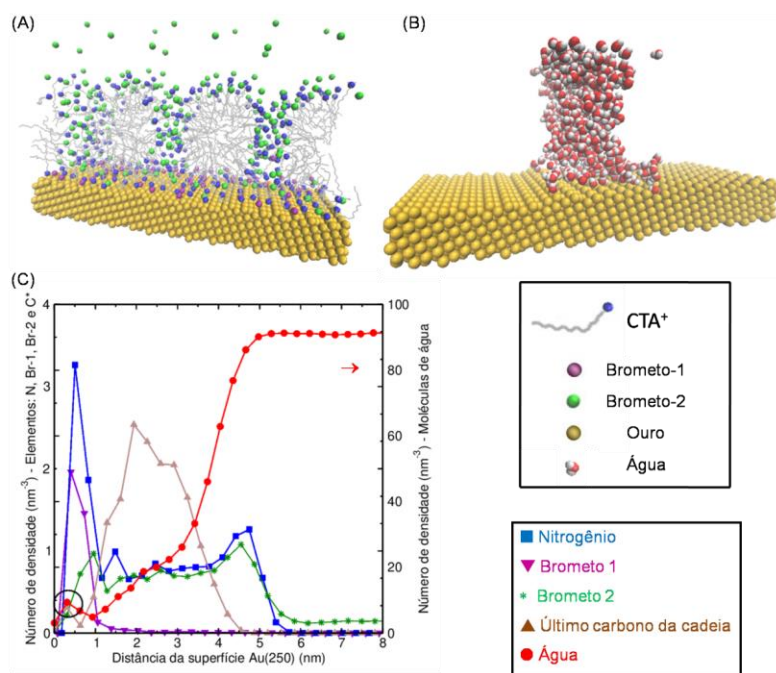 (A)
(B)
(C)
Número de densidade (nm⁻³) - Elementos: N, Br-1, Br-2 e C*
4
3
2
1
0
100
80
60
40
20
0
Número de densidade (nm⁻³) - Moléculas de água
0 1 2 3 4 5 6 7 8
Distância da superfície Au(250) (nm)
CTA⁺
Brometo-1
Brometo-2
Ouro
Água
Nitrogênio
Brometo 1
Brometo 2
Último carbono da cadeia
Água